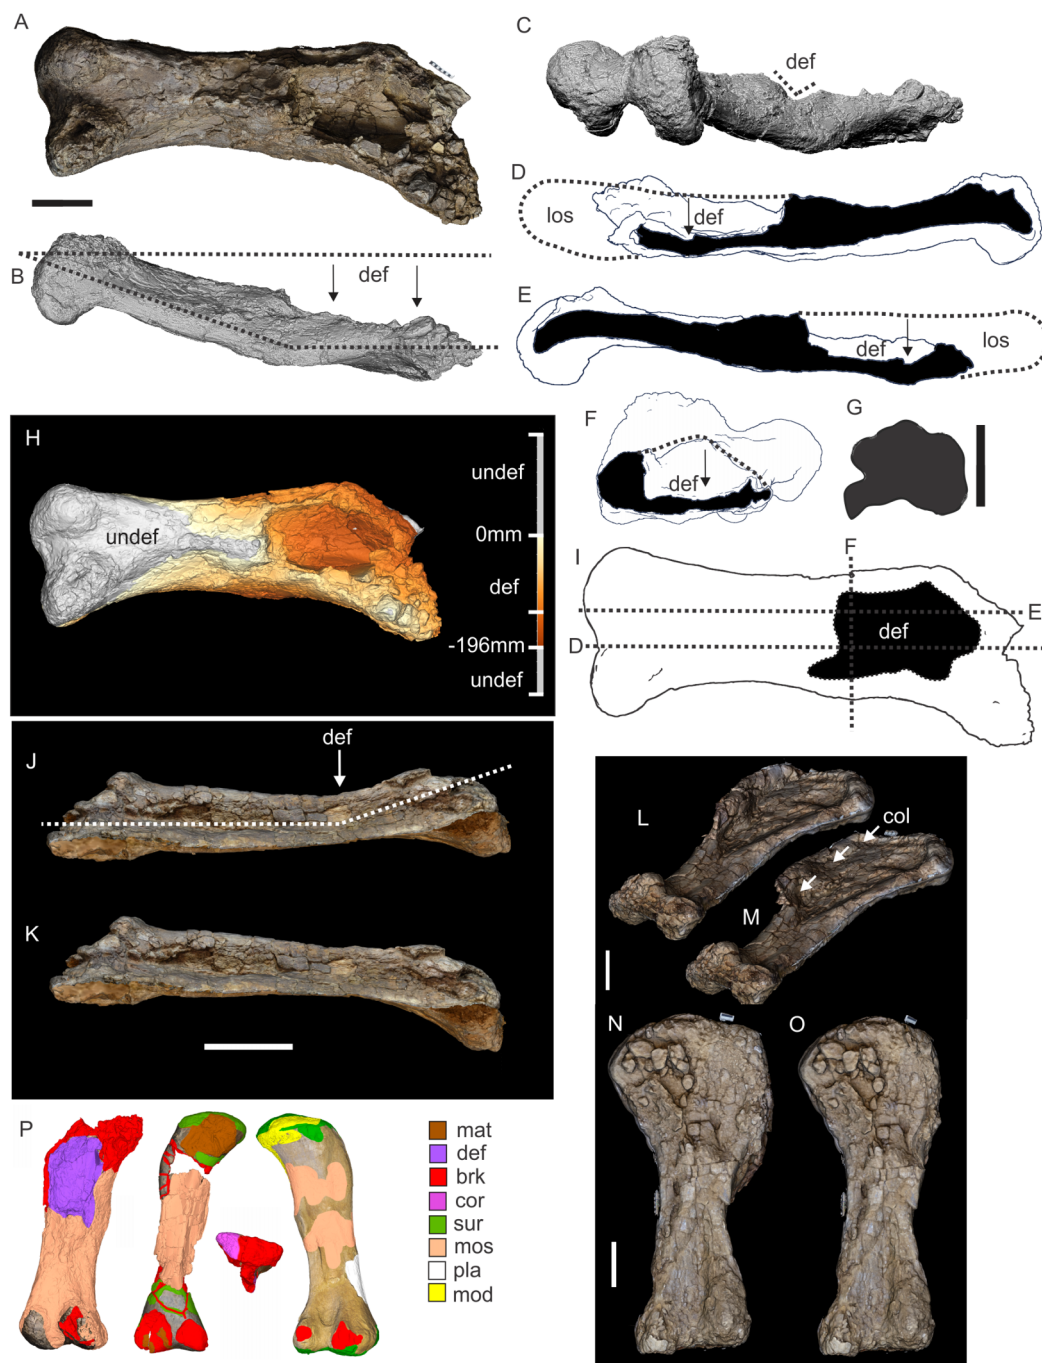 A
C
def
D
los
def
B
def
E
def
los
F
def
G
H
undef
undef
0mm
def
-196mm
undef
I
F
E
D
def
def
J
K
L
col
M
N
O
P
mat
def
brk
cor
sur
mos
pla
mod